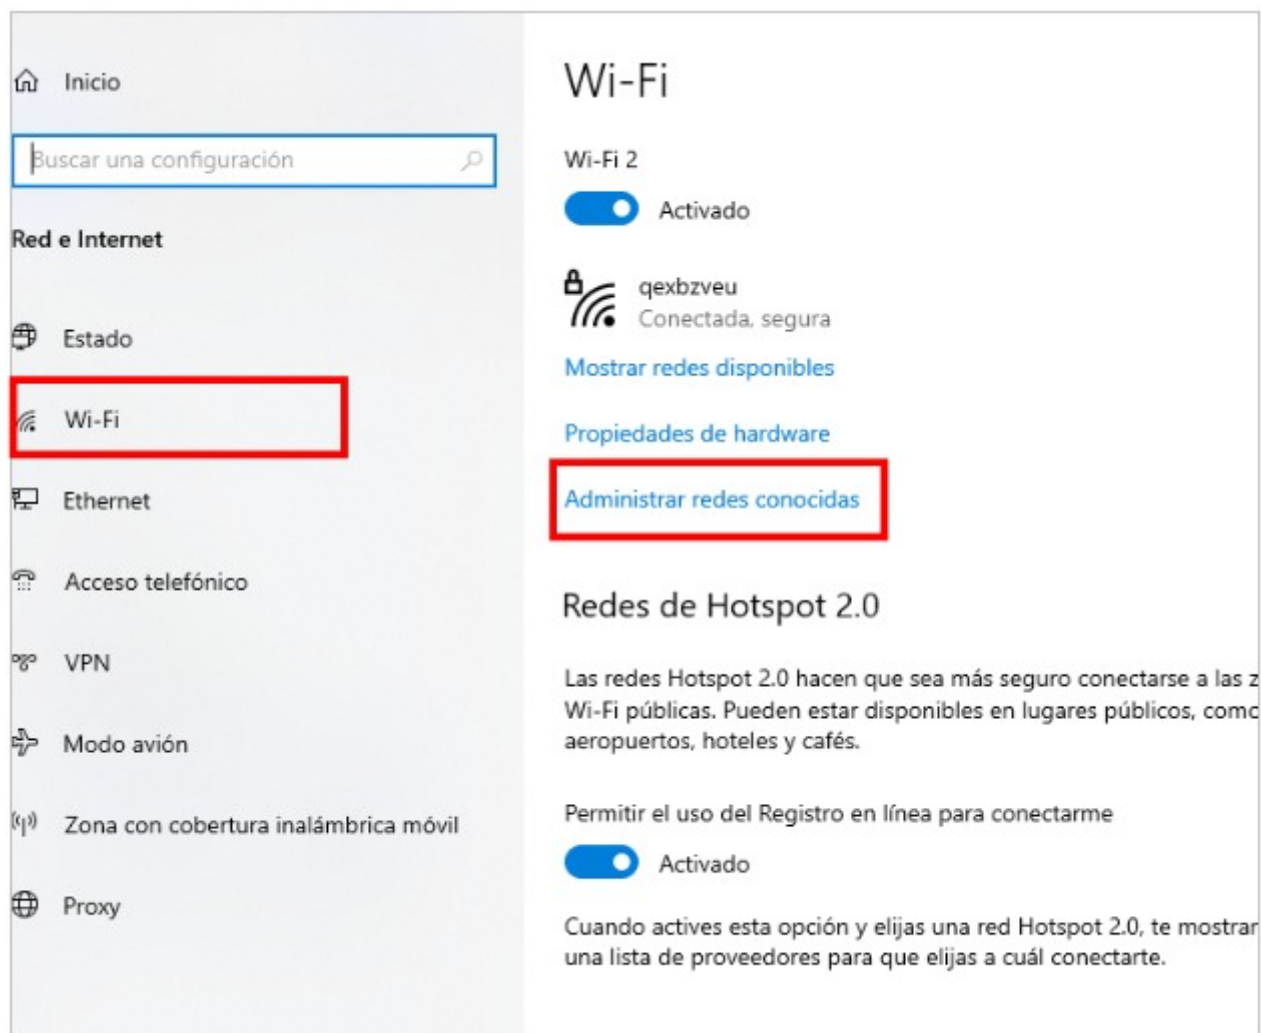 Inicio
Buscar una configuración
Red e Internet
Estado
Wi-Fi
Ethernet
Acceso telefónico
VPN
Modo avión
Zona con cobertura inalámbrica móvil
Proxy
Wi-Fi
Wi-Fi 2
Activado
qexbzveu
Conectada, segura
Mostrar redes disponibles
Propiedades de hardware
Administrar redes conocidas
Redes de Hotspot 2.0
Las redes Hotspot 2.0 hacen que sea más seguro conectarse a las z
Wi-Fi públicas. Pueden estar disponibles en lugares públicos, como
aeropuertos, hoteles y cafés.
Permitir el uso del Registro en línea para conectarme
Activado
Cuando actives esta opción y elijas una red Hotspot 2.0, te mostrar
una lista de proveedores para que elijas a cuál conectarte.